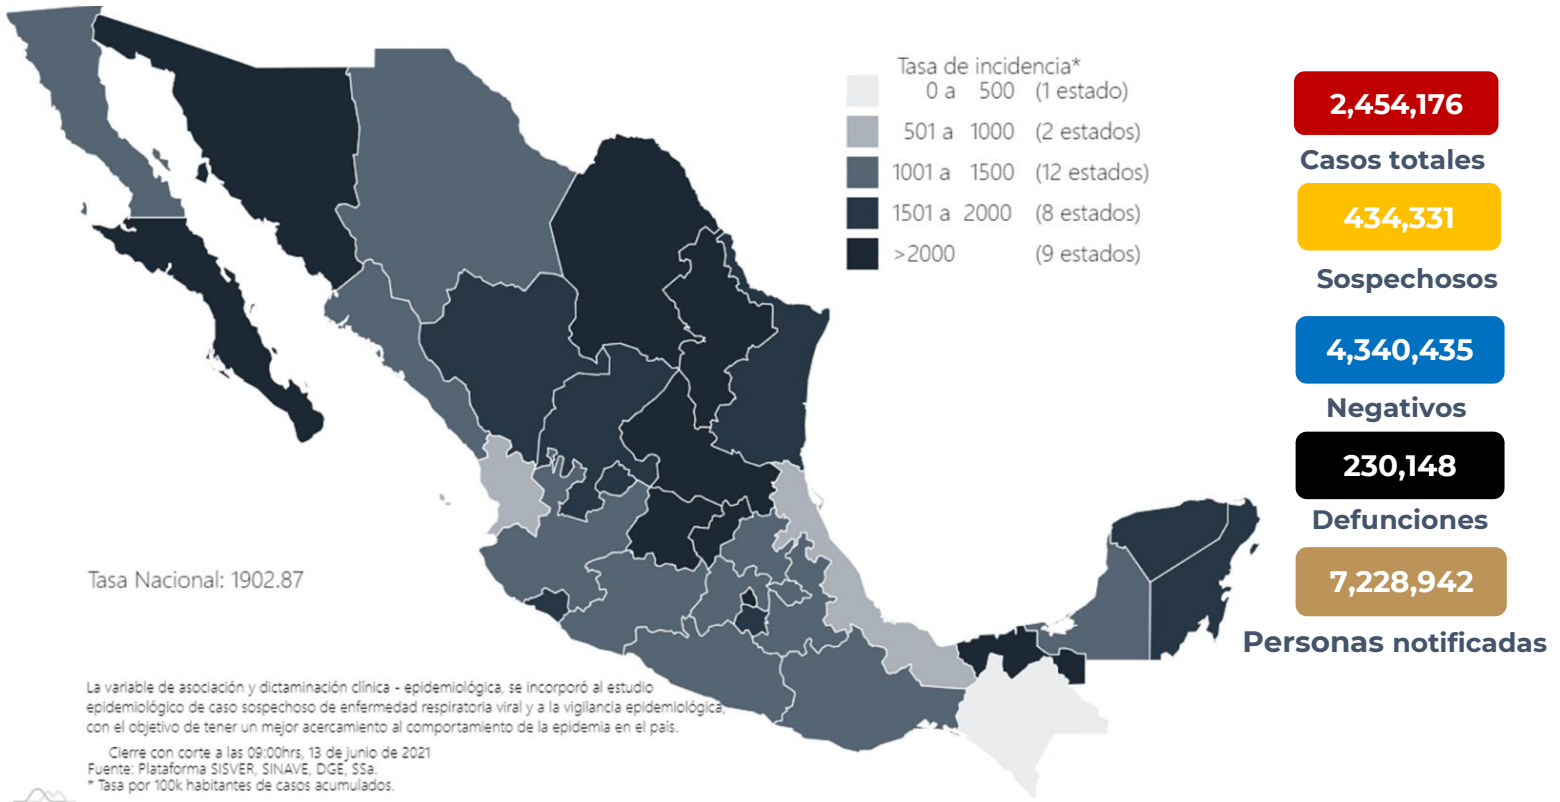 Tasa de incidencia*
0 a 500 (1 estado)
501 a 1000 (2 estados)
1001 a 1500 (12 estados)
1501 a 2000 (8 estados)
>2000 (9 estados)
2,454,176
Casos totales
434,331
Sospechosos
4,340,435
Negativos
230,148
Defunciones
7,228,942
Personas notificadas
Tasa Nacional: 1902.87
La variable de asociación y dictaminación clínica - epidemiológica, se incorporó al estudio
epidemiológico de caso sospechoso de enfermedad respiratoria viral y a la vigilancia epidemiológica,
con el objetivo de tener un mejor acercamiento al comportamiento de la epidemia en el país.
Cierre con corte a las 09:00hrs, 13 de junio de 2021
Fuente: Plataforma SISVER, SINAVE, DGE, SSa.
* Tasa por 100k habitantes de casos acumulados.